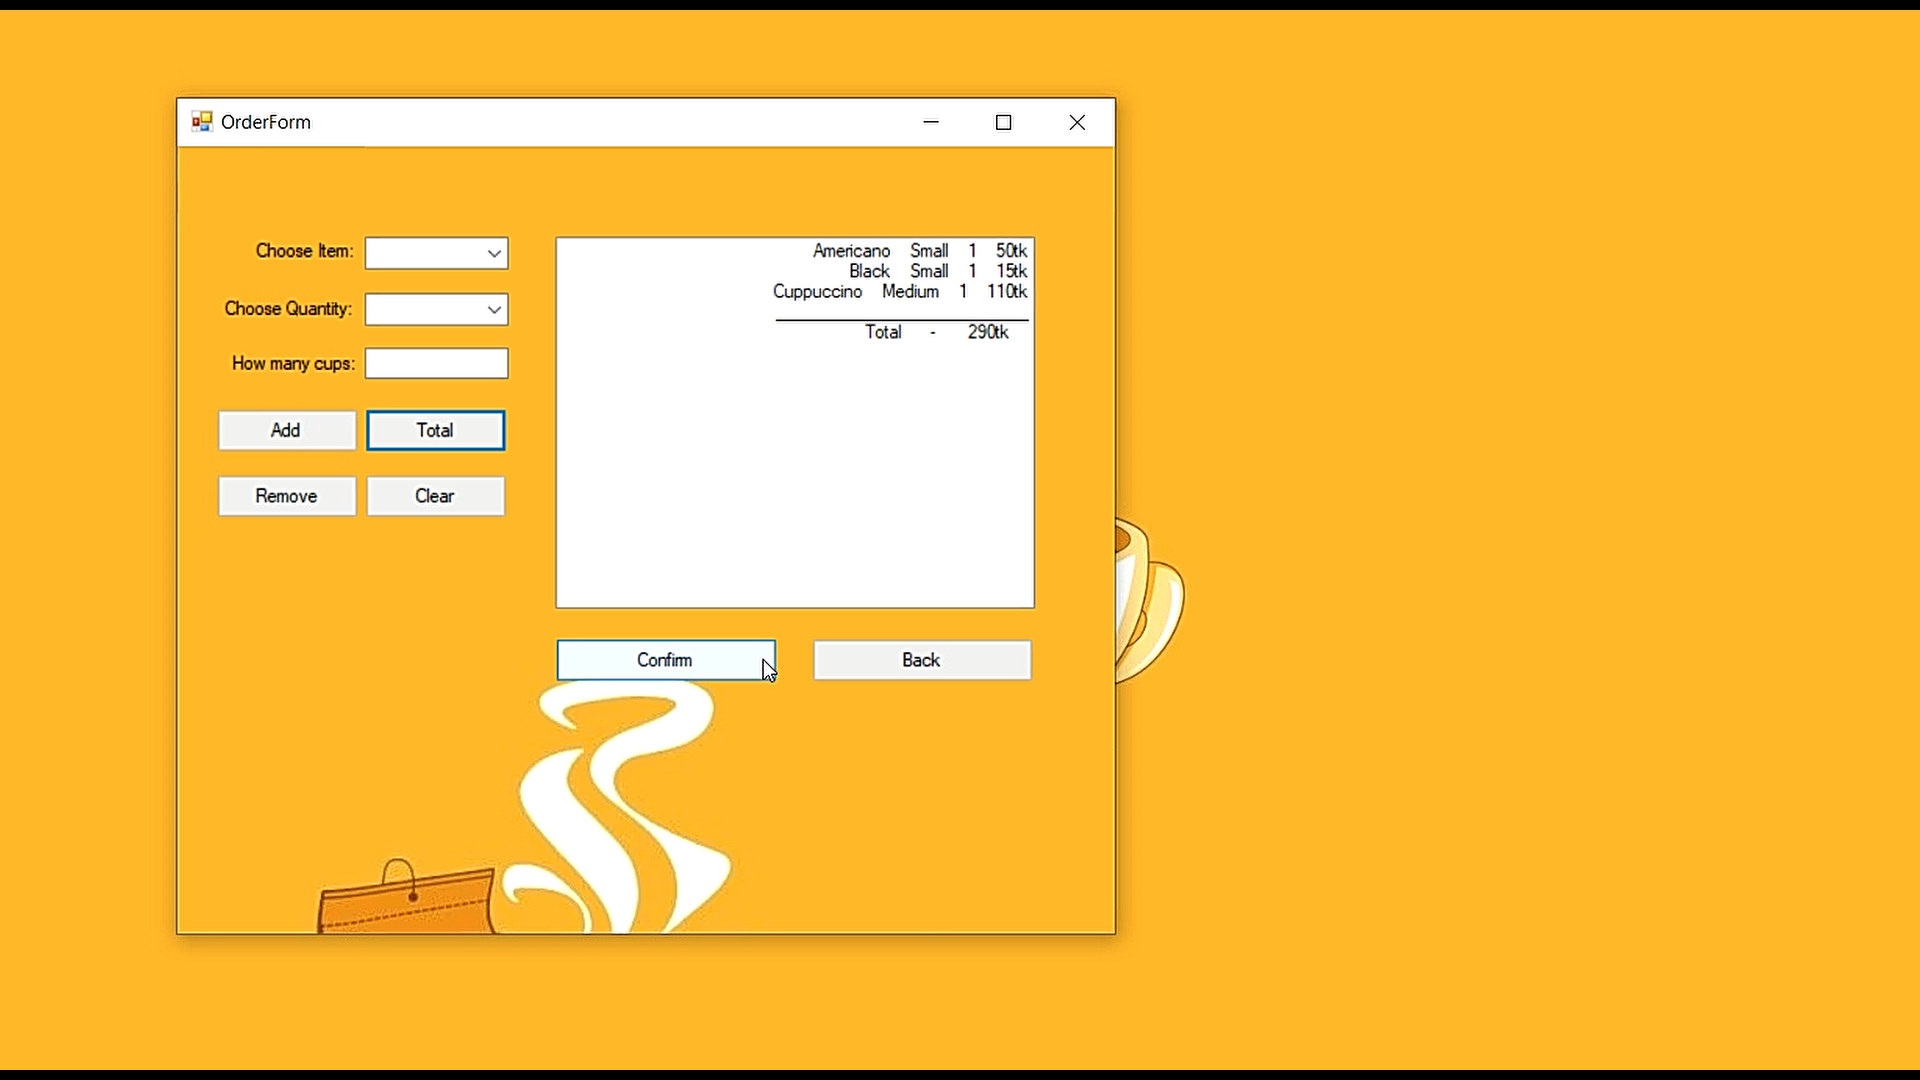 OrderForm
Choose Item:
Choose Quantity:
How many cups:
Add Total
Remove Clear
Americano Small 1 50tk
Black Small 1 15tk
Cuppuccino Medium 1 110tk
Total - 290tk
Confirm Back